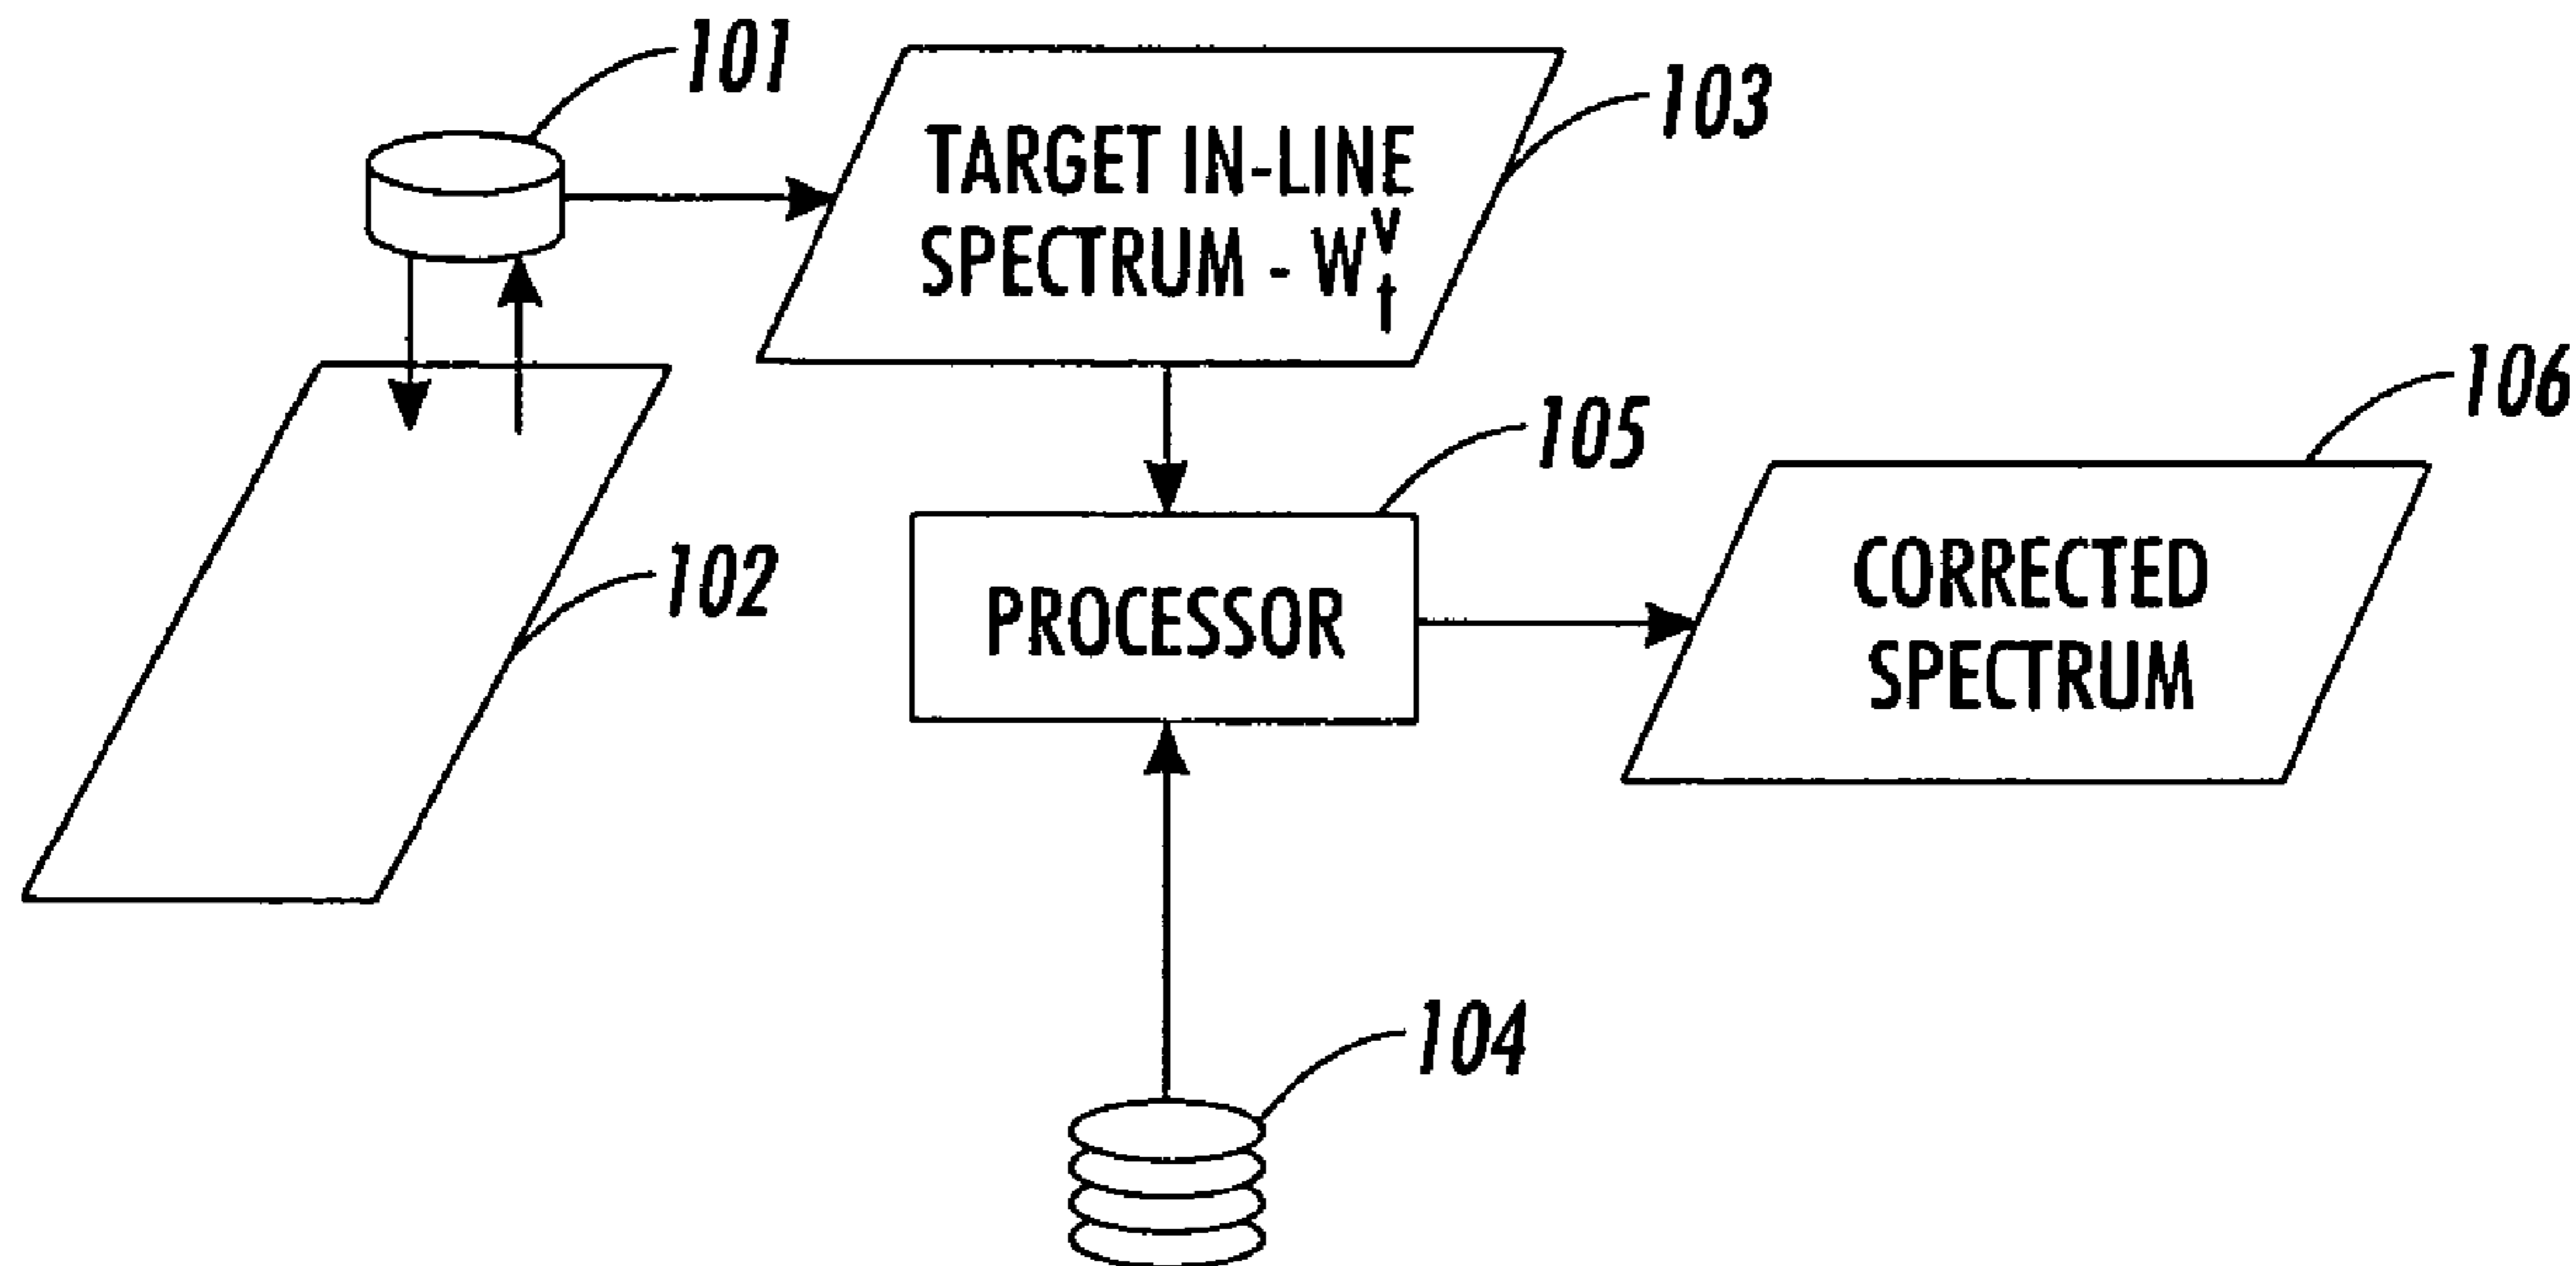 101
TARGET IN-LINE
SPECTRUM - W^v_t
103
102
105
PROCESSOR
106
CORRECTED
SPECTRUM
104